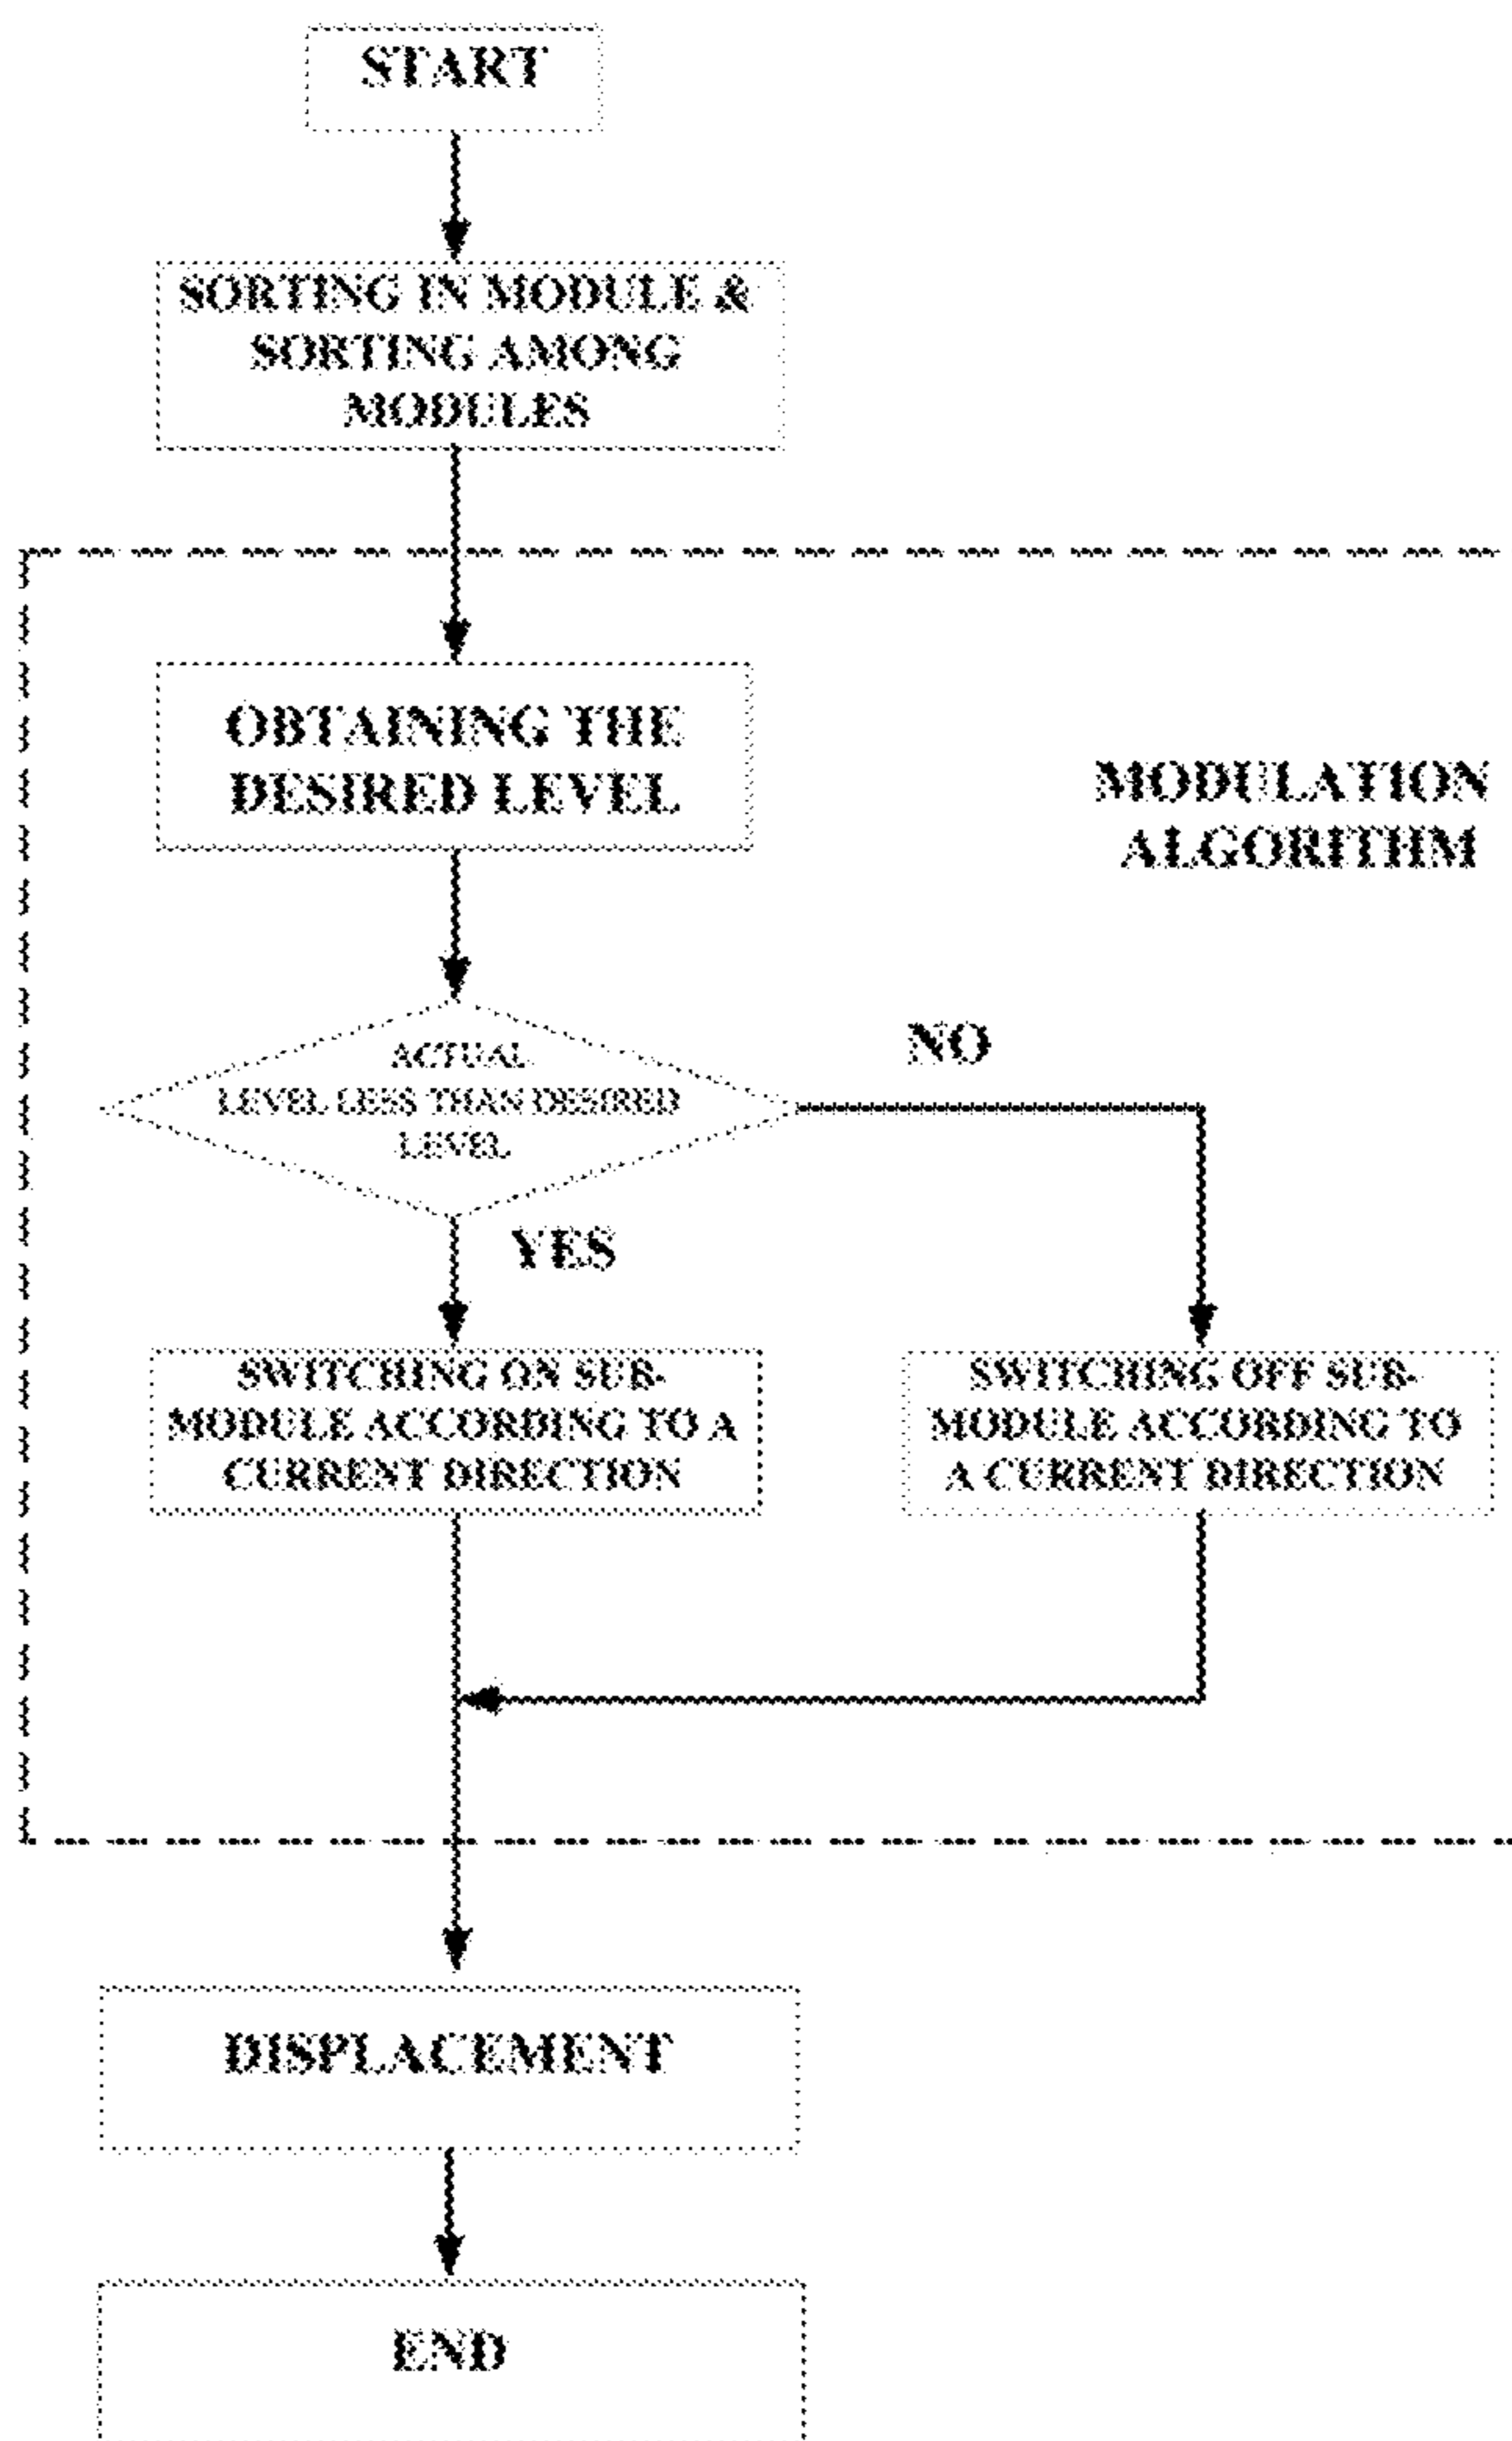 START
SORTING IN MODULE &
SORTING AMONG
MODULES
OBTAINING THE
DESIRED LEVEL
MODULATION
ALGORITHM
ACTUAL
LEVEL LESS THAN DESIRED
LEVEL
NO
YES
SWITCHING ON SUB-
MODULE ACCORDING TO A
CURRENT DIRECTION
SWITCHING OFF SUB-
MODULE ACCORDING TO
A CURRENT DIRECTION
DISPLACEMENT
END